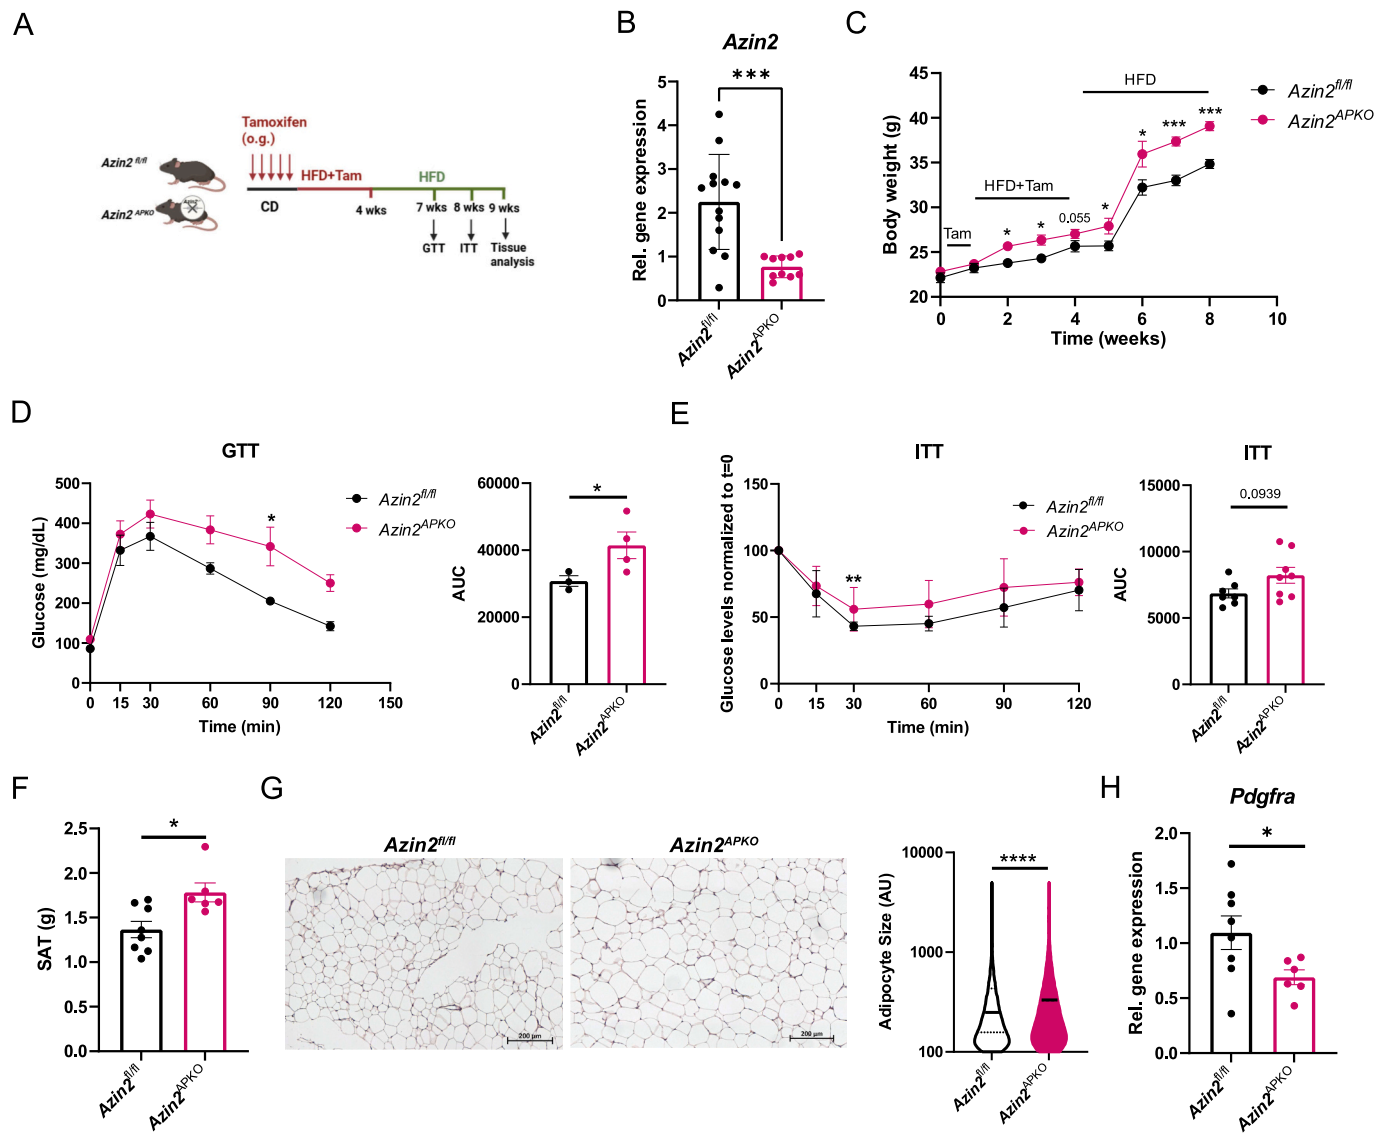 A
Tamoxifen
(o.g.)
Azin2 fl/fl
HFD+Tam
HFD
Azin2 APKO
CD
4 wks
7 wks
8 wks
9 wks
GTT
ITT
Tissue
analysis
B
Azin2
***
Rel. gene expression
5
4
3
2
1
0
Azin2fl/fl
Azin2APKO
C
Body weight (g)
45
40
35
30
25
20
HFD
HFD+Tam
Tam
*
*
0.055
*
*
***
***
Azin2fl/fl
Azin2APKO
0
2
4
6
8
10
Time (weeks)
D
GTT
Glucose (mg/dL)
500
400
300
200
100
0
*
Azin2fl/fl
Azin2APKO
0
15
30
60
90
120
150
Time (min)
AUC
60000
40000
20000
0
*
Azin2fl/fl
Azin2APKO
E
ITT
Glucose levels normalized to t=0
150
100
50
0
**
Azin2fl/fl
Azin2APKO
0
15
30
60
90
120
Time (min)
ITT
AUC
15000
10000
5000
0
0.0939
Azin2fl/fl
Azin2APKO
F
SAT (g)
2.5
2.0
1.5
1.0
0.5
0.0
*
Azin2fl/fl
Azin2APKO
G
Azin2fl/fl
Azin2APKO
200 µm
200 µm
Adipocyte Size (AU)
10000
1000
100
****
Azin2fl/fl
Azin2APKO
H
Pdgfra
Rel. gene expression
2.0
1.5
1.0
0.5
0.0
*
Azin2fl/fl
Azin2APKO